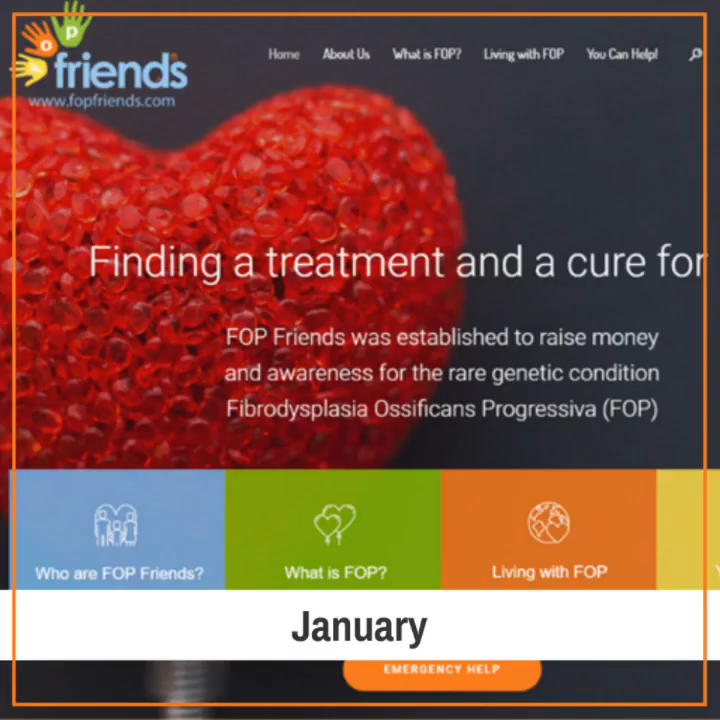 o p
friends
www.fopfriends.com
Home About Us What is FOP? Living with FOP You Can Help!
Finding a treatment and a cure for
FOP Friends was established to raise money
and awareness for the rare genetic condition
Fibrodysplasia Ossificans Progressiva (FOP)
Who are FOP Friends? What is FOP? Living with FOP
January
EMERGENCY HELP